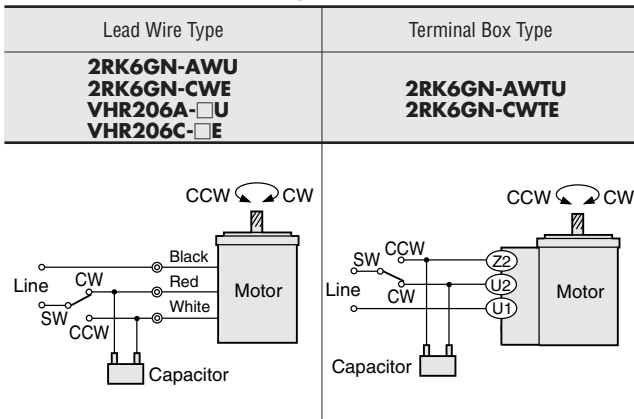 Lead Wire Type
Terminal Box Type
2RK6GN-AWU
2RK6GN-CWE
VHR206A-□U
VHR206C-□E
2RK6GN-AWTU
2RK6GN-CWTE
CCW CW
Black
Line CW Red Motor
White
SW
CCW
Capacitor
CCW CW
CCW
SW Z2
U2 Motor
Line CW
U1
Capacitor